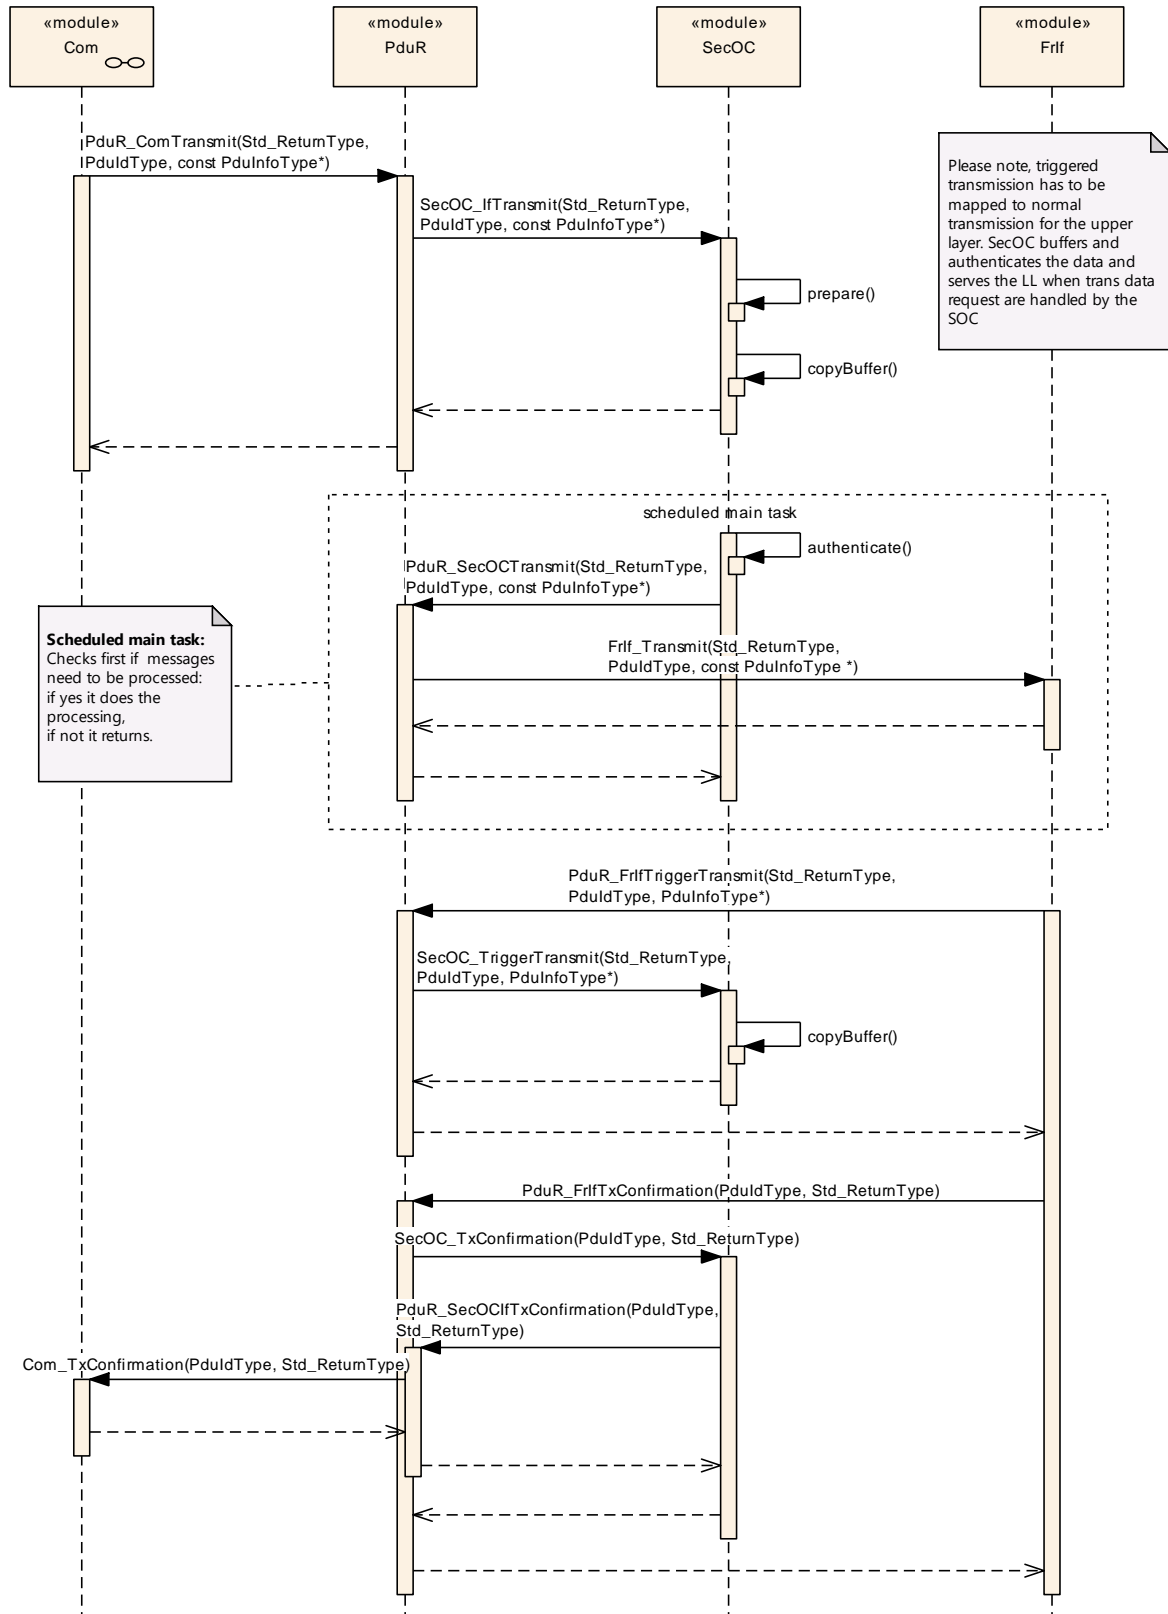 «module»
Com
«module»
PduR
«module»
SecOC
«module»
FrIf
PduR_ComTransmit(Std_ReturnType,
PduIdType, const PduInfoType*)
Please note, triggered
transmission has to be
mapped to normal
transmission for the upper
layer. SecOC buffers and
authenticates the data and
serves the LL when trans data
request are handled by the
SOC
SecOC_IfTransmit(Std_ReturnType,
PduIdType, const PduInfoType*)
prepare()
copyBuffer()
scheduled main task
authenticate()
PduR_SecOCTransmit(Std_ReturnType,
PduIdType, const PduInfoType*)
Scheduled main task:
Checks first if messages
need to be processed:
if yes it does the
processing,
if not it returns.
FrIf_Transmit(Std_ReturnType,
PduIdType, const PduInfoType *)
PduR_FrIfTriggerTransmit(Std_ReturnType,
PduIdType, PduInfoType*)
SecOC_TriggerTransmit(Std_ReturnType,
PduIdType, PduInfoType*)
copyBuffer()
PduR_FrIfTxConfirmation(PduIdType, Std_ReturnType)
SecOC_TxConfirmation(PduIdType, Std_ReturnType)
PduR_SecOCIfTxConfirmation(PduIdType,
Std_ReturnType)
Com_TxConfirmation(PduIdType, Std_ReturnType)